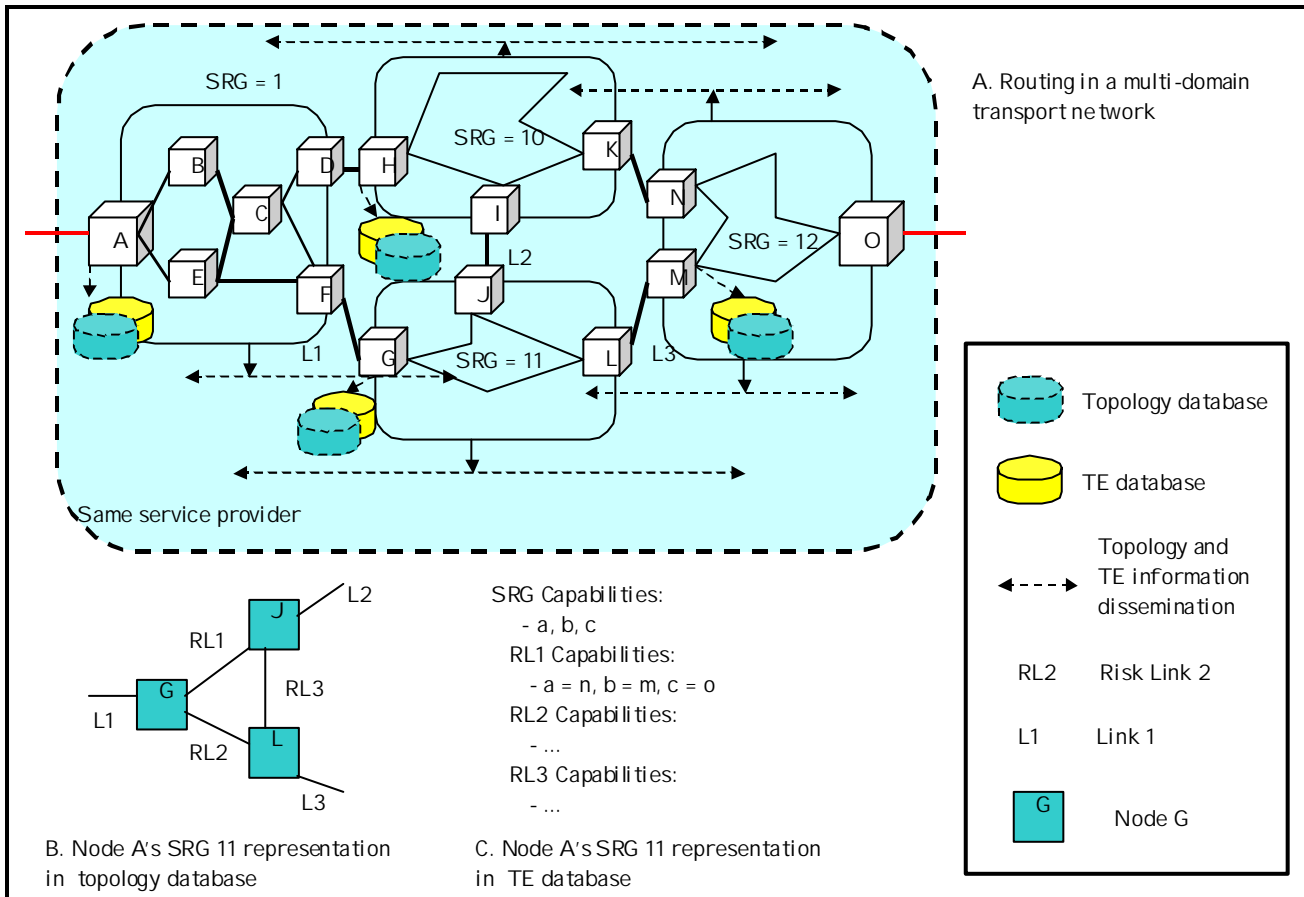 SRG = 1
A. Routing in a multi-domain
transport network
SRG = 10
B
D
H
K
C
I
N
A
SRG = 12
O
E
F
L2
M
J
L1
G
SRG = 11
L
L3
Same service provider
Topology database
TE database
Topology and
TE information
dissemination
RL2 Risk Link 2
L1 Link 1
G
Node G
L2
J
RL1
G
RL3
L1
RL2
L
L3
SRG Capabilities:
- a, b, c
RL1 Capabilities:
- a = n, b = m, c = o
RL2 Capabilities:
- ...
RL3 Capabilities:
- ...
B. Node A's SRG 11 representation
in topology database
C. Node A's SRG 11 representation
in TE database